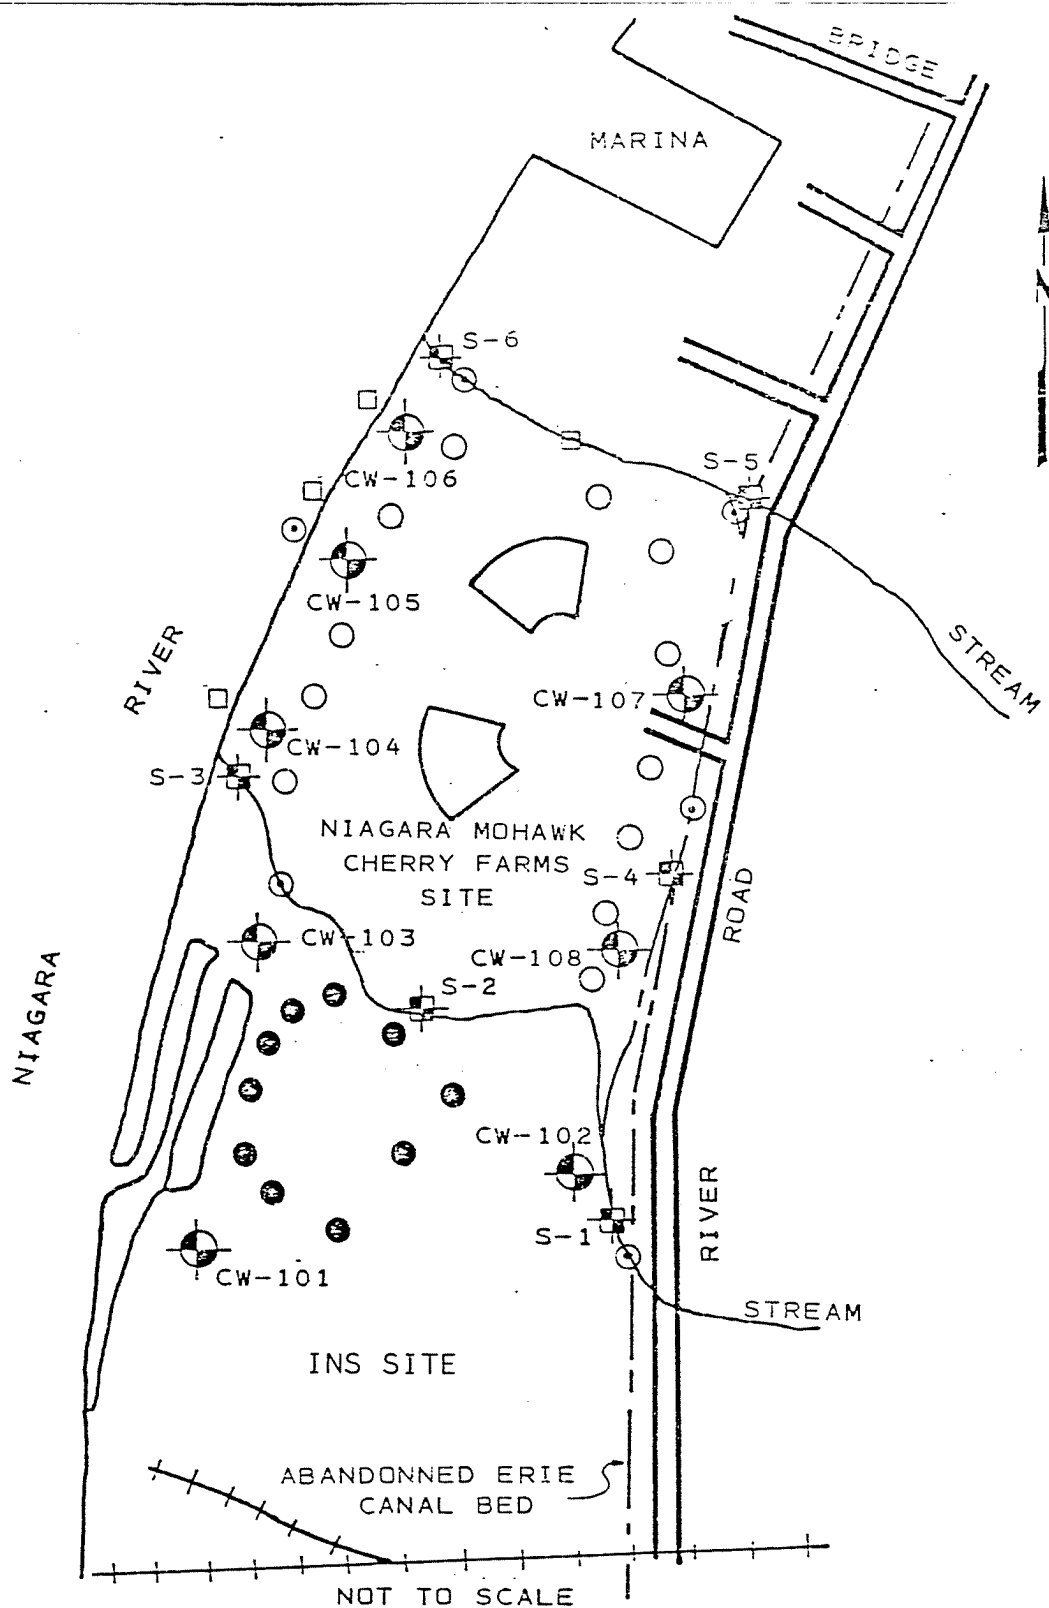 BRIDGE
MARINA
N
S-6
S-5
CW-106
CW-105
STREAM
RIVER
CW-107
CW-104
S-3
NIAGARA MOHAWK
CHERRY FARMS
SITE
S-4
ROAD
CW-103
CW-108
S-2
NIAGARA
CW-102
RIVER
S-1
CW-101
STREAM
INS SITE
ABANDONNED ERIE
CANAL BED
NOT TO SCALE